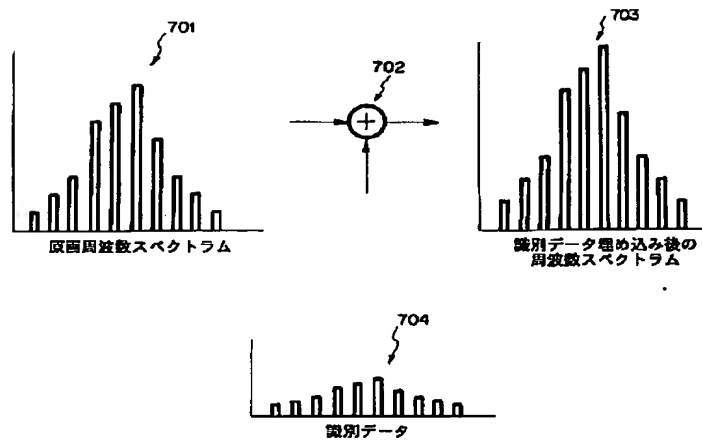 701
702
703
原画周波数スペクトラム
識別データ埋め込み後の
周波数スペクトラム
704
識別データ